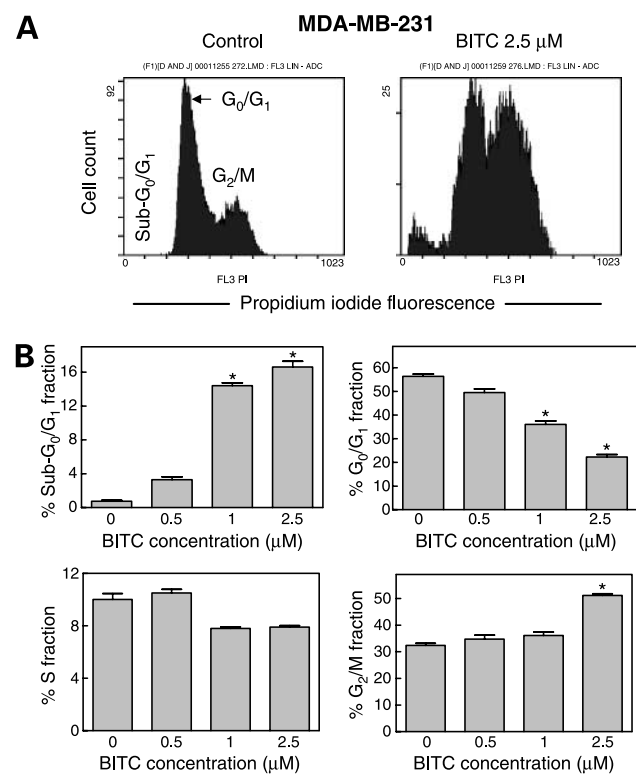 A
MDA-MB-231
Control
BITC 2.5 μM
(F1)[D AND J] 00011255 272.LMD : FL3 LIN - ADC
(F1)[D AND J] 00011259 276.LMD : FL3 LIN - ADC
92
25
G0/G1
G2/M
Sub-G0/G1
Cell count
0
1023
0
1023
FL3 PI
FL3 PI
Propidium iodide fluorescence
B
% Sub-G0/G1 fraction
16
12
8
4
0
*
*
0 0.5 1 2.5
BITC concentration (μM)
% G0/G1 fraction
60
50
40
30
20
10
0
*
*
0 0.5 1 2.5
BITC concentration (μM)
% S fraction
12
8
4
0
0 0.5 1 2.5
BITC concentration (μM)
% G2/M fraction
50
40
30
20
10
0
*
0 0.5 1 2.5
BITC concentration (μM)